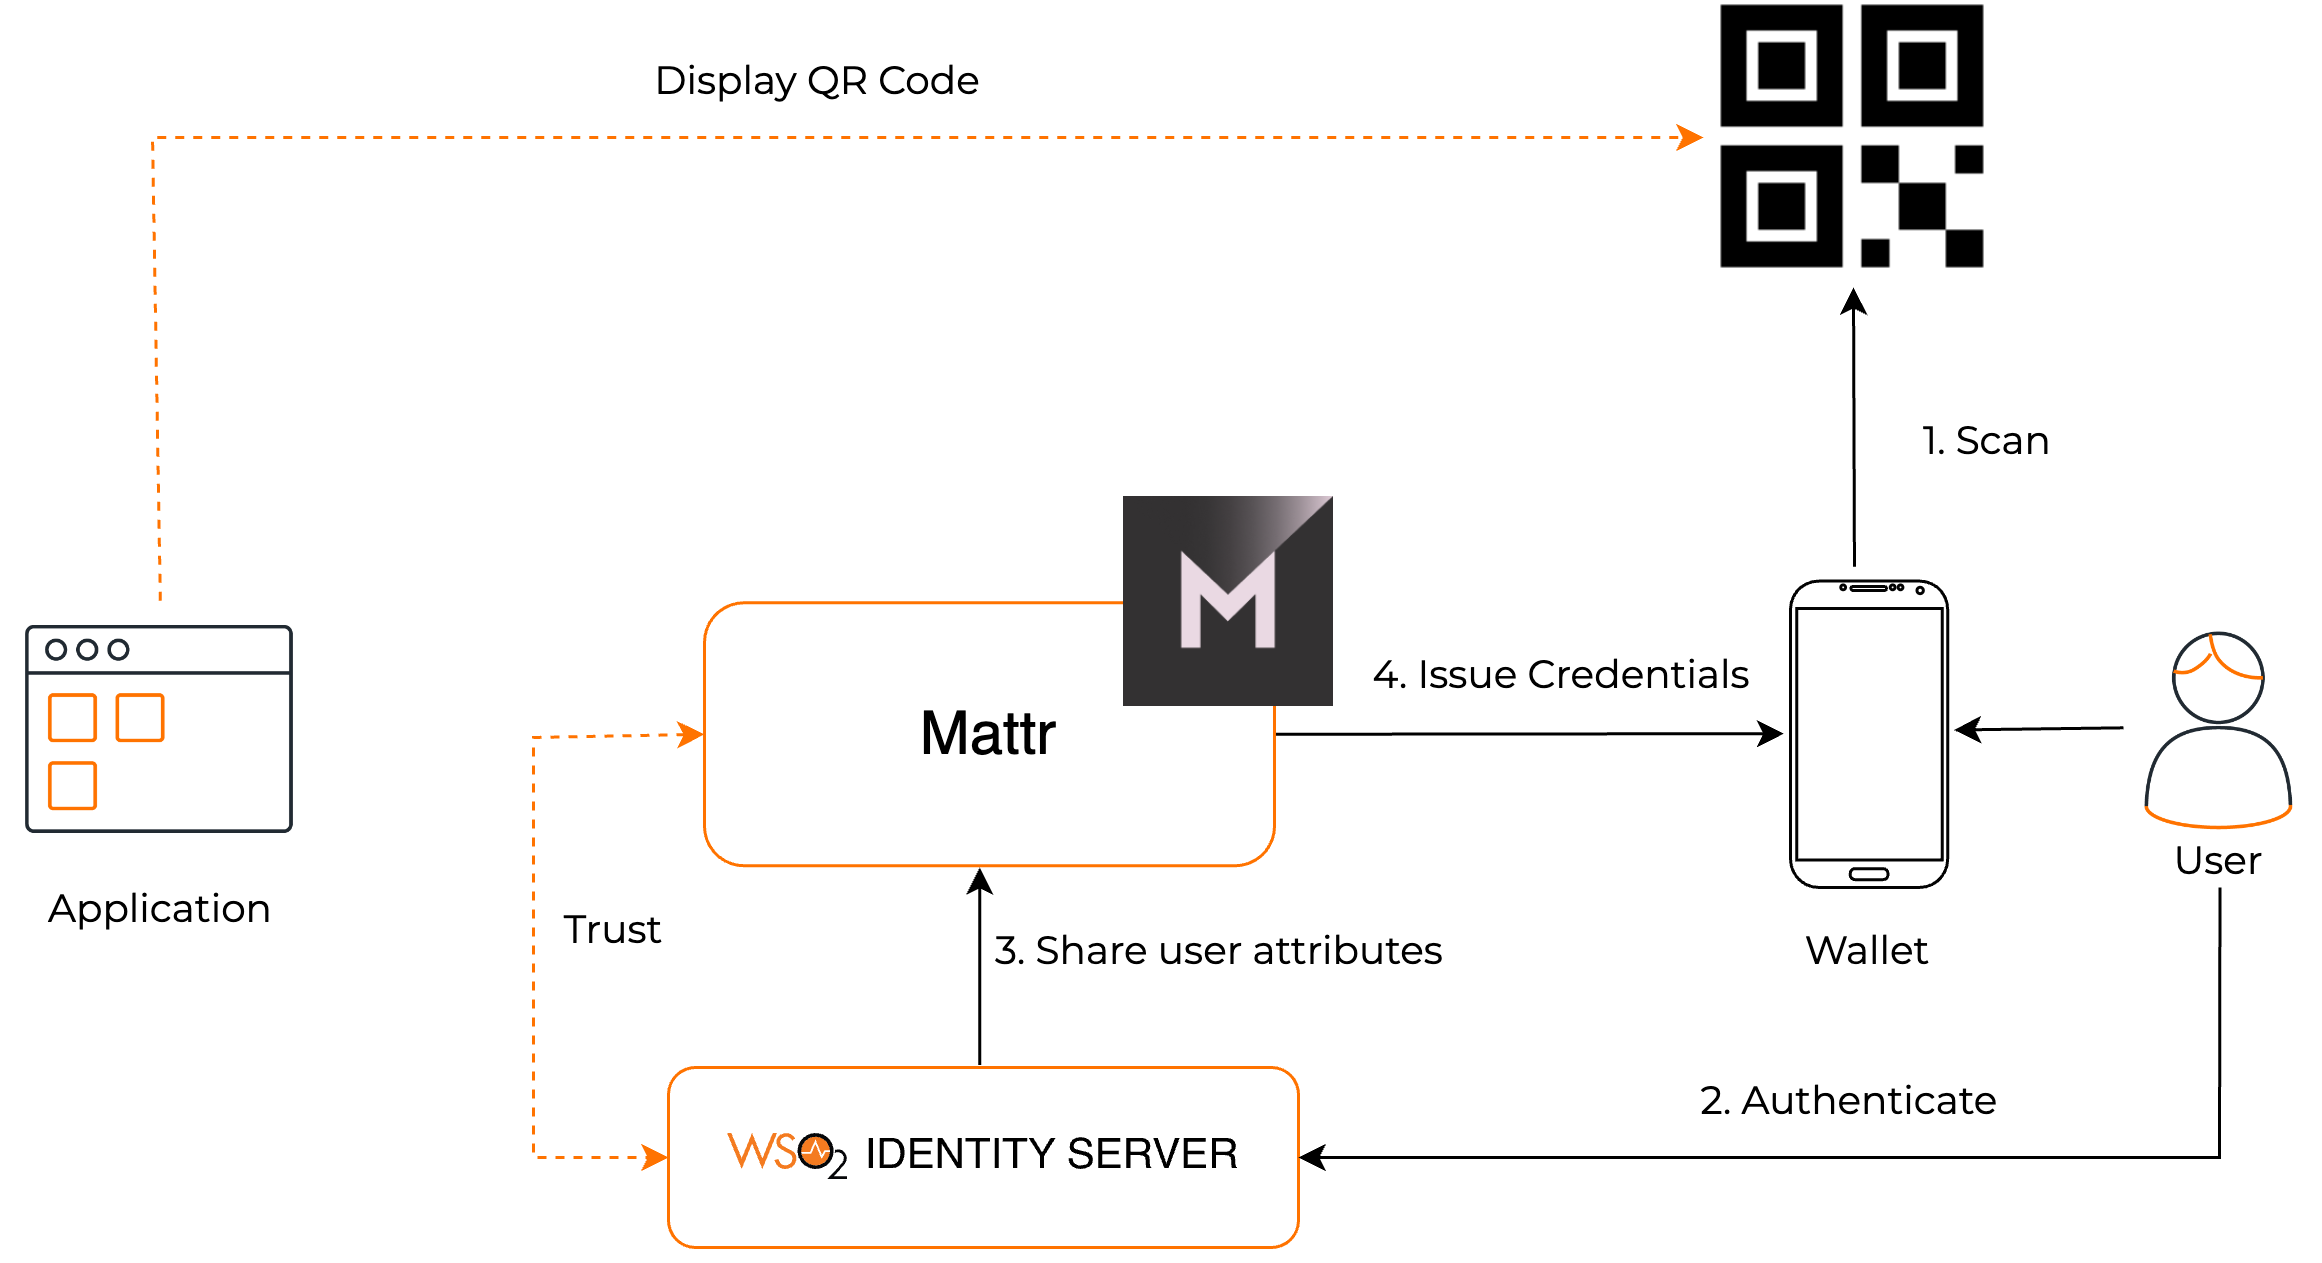 Display QR Code
1. Scan
M
4. Issue Credentials
Mattr
User
Application
Trust
3. Share user attributes
Wallet
2. Authenticate
WSO2 IDENTITY SERVER